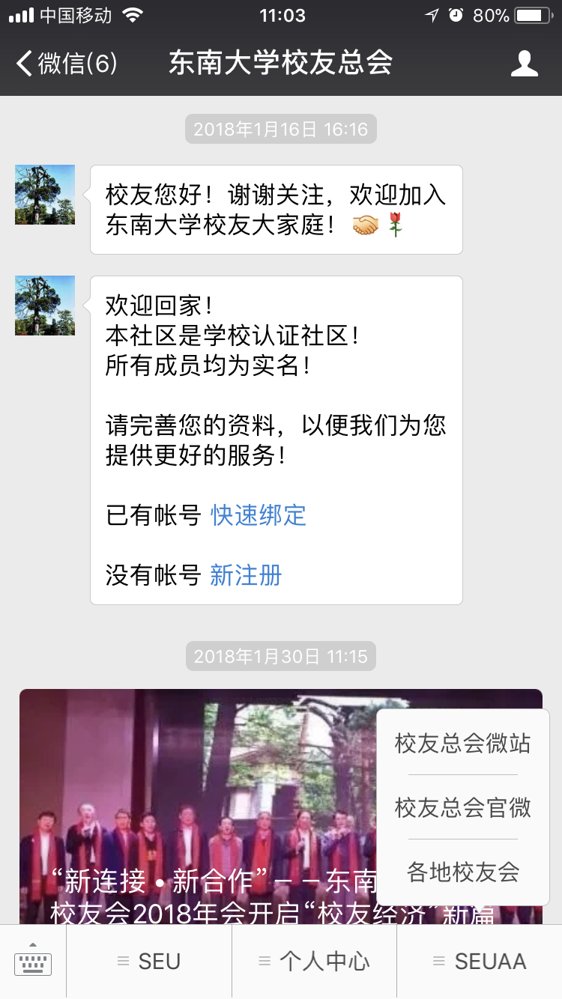 中国移动 11:03 80%
微信(6) 东南大学校友总会
2018年1月16日 16:16
校友您好！谢谢关注，欢迎加入
东南大学校友大家庭！🤝🌹
欢迎回家！
本社区是学校认证社区！
所有成员均为实名！
请完善您的资料，以便我们为您
提供更好的服务！
已有帐号 快速绑定
没有帐号 新注册
2018年1月30日 11:15
校友总会微站
校友总会官微
各地校友会
“新连接•新合作”——东南
校友会2018年会开启“校友经济”新篇
SEU 个人中心 SEUAA